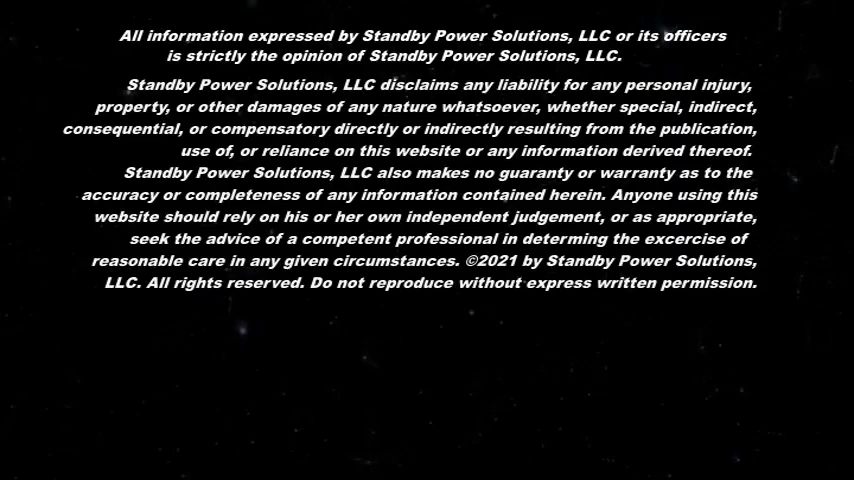 All information expressed by Standby Power Solutions, LLC or its officers
is strictly the opinion of Standby Power Solutions, LLC.
Standby Power Solutions, LLC disclaims any liability for any personal injury,
property, or other damages of any nature whatsoever, whether special, indirect,
consequential, or compensatory directly or indirectly resulting from the publication,
use of, or reliance on this website or any information derived thereof.
Standby Power Solutions, LLC also makes no guaranty or warranty as to the
accuracy or completeness of any information contained herein. Anyone using this
website should rely on his or her own independent judgement, or as appropriate,
seek the advice of a competent professional in determing the excercise of
reasonable care in any given circumstances. ©2021 by Standby Power Solutions,
LLC. All rights reserved. Do not reproduce without express written permission.